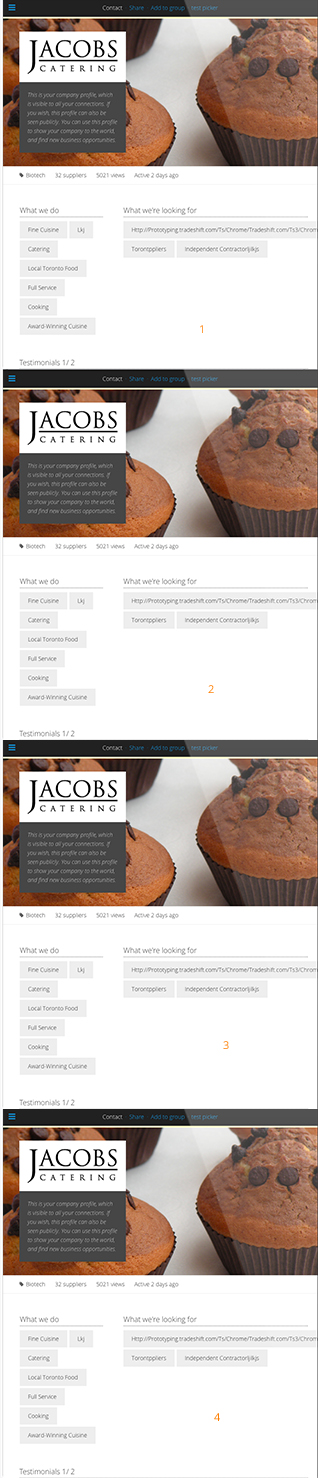 Contact Share Add to group test picker
JACOBS
CATERING
This is your company profile, which
is visible to all your connections. If
you wish, this profile can also be
seen publicly. You can use this profile
to show your company to the world,
and find new business opportunities.
Biotech 32 suppliers 5021 views Active 2 days ago
What we do What we're looking for
Fine Cuisine Lkj Http://Prototyping.tradeshift.com/Ts/Chrome/Tradeshift.com/Ts3/Chrom
Catering Torontppliers Independent Contractorljlkjs
Local Toronto Food
Full Service
Cooking
Award-Winning Cuisine
1
Testimonials 1/ 2
Contact Share Add to group test picker
JACOBS
CATERING
This is your company profile, which
is visible to all your connections. If
you wish, this profile can also be
seen publicly. You can use this profile
to show your company to the world,
and find new business opportunities.
Biotech 32 suppliers 5021 views Active 2 days ago
What we do What we're looking for
Fine Cuisine Lkj Http://Prototyping.tradeshift.com/Ts/Chrome/Tradeshift.com/Ts3/Chrom
Catering Torontppliers Independent Contractorljlkjs
Local Toronto Food
Full Service
Cooking
2
Award-Winning Cuisine
Testimonials 1/ 2
Contact Share Add to group test picker
JACOBS
CATERING
This is your company profile, which
is visible to all your connections. If
you wish, this profile can also be
seen publicly. You can use this profile
to show your company to the world,
and find new business opportunities.
Biotech 32 suppliers 5021 views Active 2 days ago
What we do What we're looking for
Fine Cuisine Lkj Http://Prototyping.tradeshift.com/Ts/Chrome/Tradeshift.com/Ts3/Chrom
Catering Torontppliers Independent Contractorljlkjs
Local Toronto Food
Full Service
Cooking 3
Award-Winning Cuisine
Testimonials 1/ 2
Contact Share Add to group test picker
JACOBS
CATERING
This is your company profile, which
is visible to all your connections. If
you wish, this profile can also be
seen publicly. You can use this profile
to show your company to the world,
and find new business opportunities.
Biotech 32 suppliers 5021 views Active 2 days ago
What we do What we're looking for
Fine Cuisine Lkj Http://Prototyping.tradeshift.com/Ts/Chrome/Tradeshift.com/Ts3/Chrom
Catering Torontppliers Independent Contractorljlkjs
Local Toronto Food
Full Service
Cooking 4
Award-Winning Cuisine
Testimonials 1/ 2